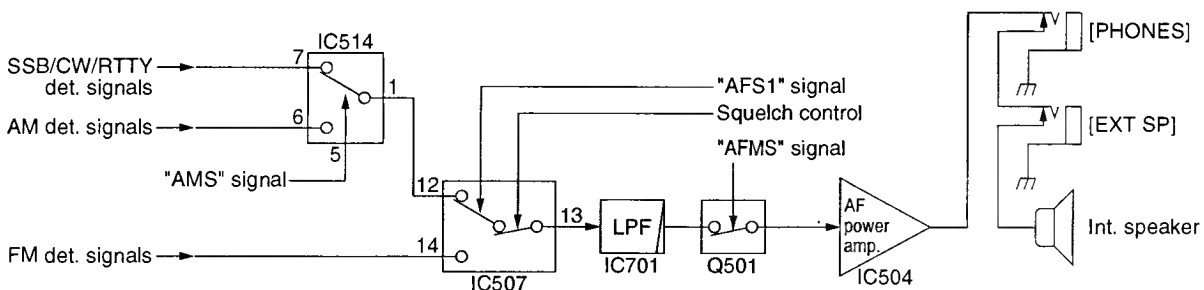 IC514
[PHONES]
SSB/CW/RTTY
det. signals
7
1
"AFS1" signal
Squelch control
AM det. signals
6
5
"AFMS" signal
[EXT SP]
"AMS" signal
12
13
LPF
AF
power
amp.
Int. speaker
FM det. signals
14
IC507
IC701
Q501
IC504